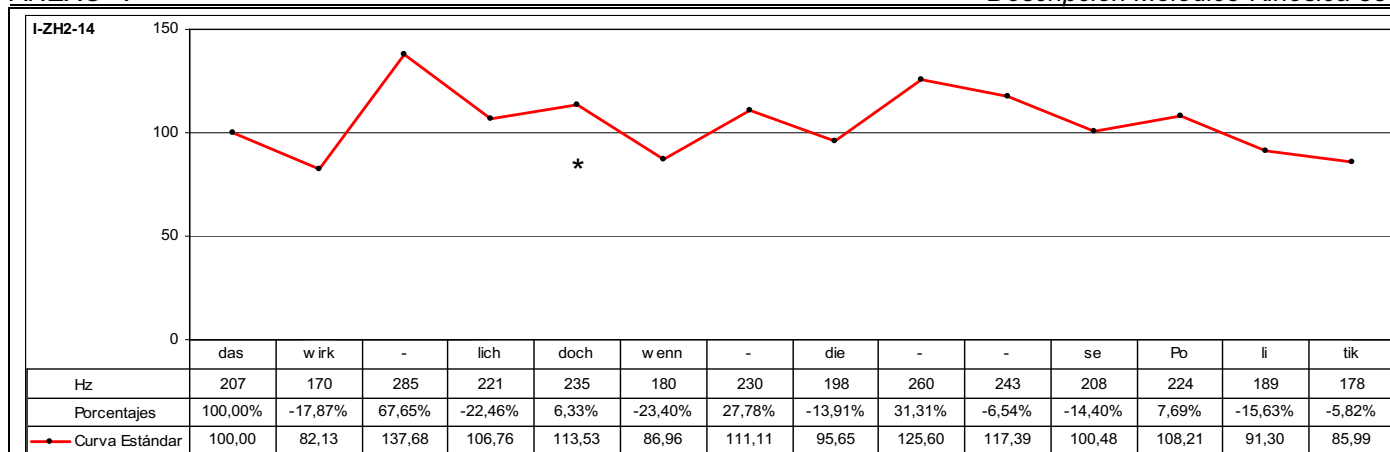 I-ZH2-14
150
100
*
50
0
das wirk - lich doch wenn - die - - se Po li tik
Hz 207 170 285 221 235 180 230 198 260 243 208 224 189 178
Porcentajes 100,00% -17,87% 67,65% -22,46% 6,33% -23,40% 27,78% -13,91% 31,31% -6,54% -14,40% 7,69% -15,63% -5,82%
Curva Estándar 100,00 82,13 137,68 106,76 113,53 86,96 111,11 95,65 125,60 117,39 100,48 108,21 91,30 85,99